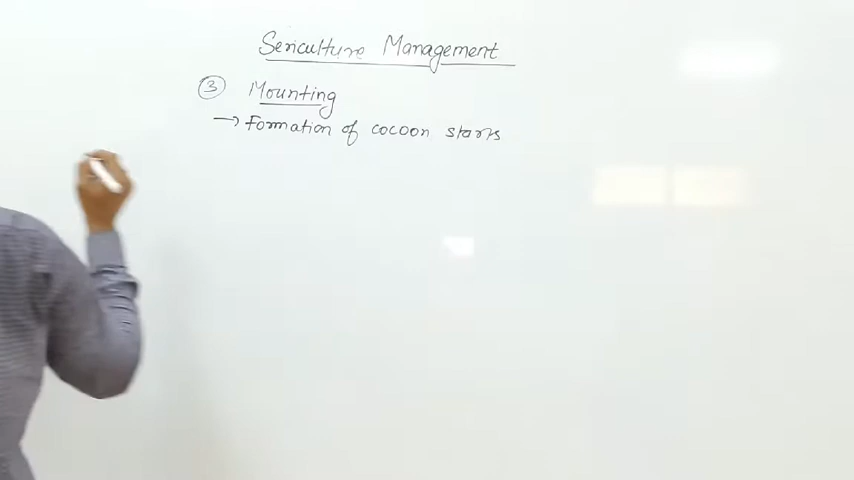 Sericulture Management
3 Mounting
→ Formation of cocoon starts